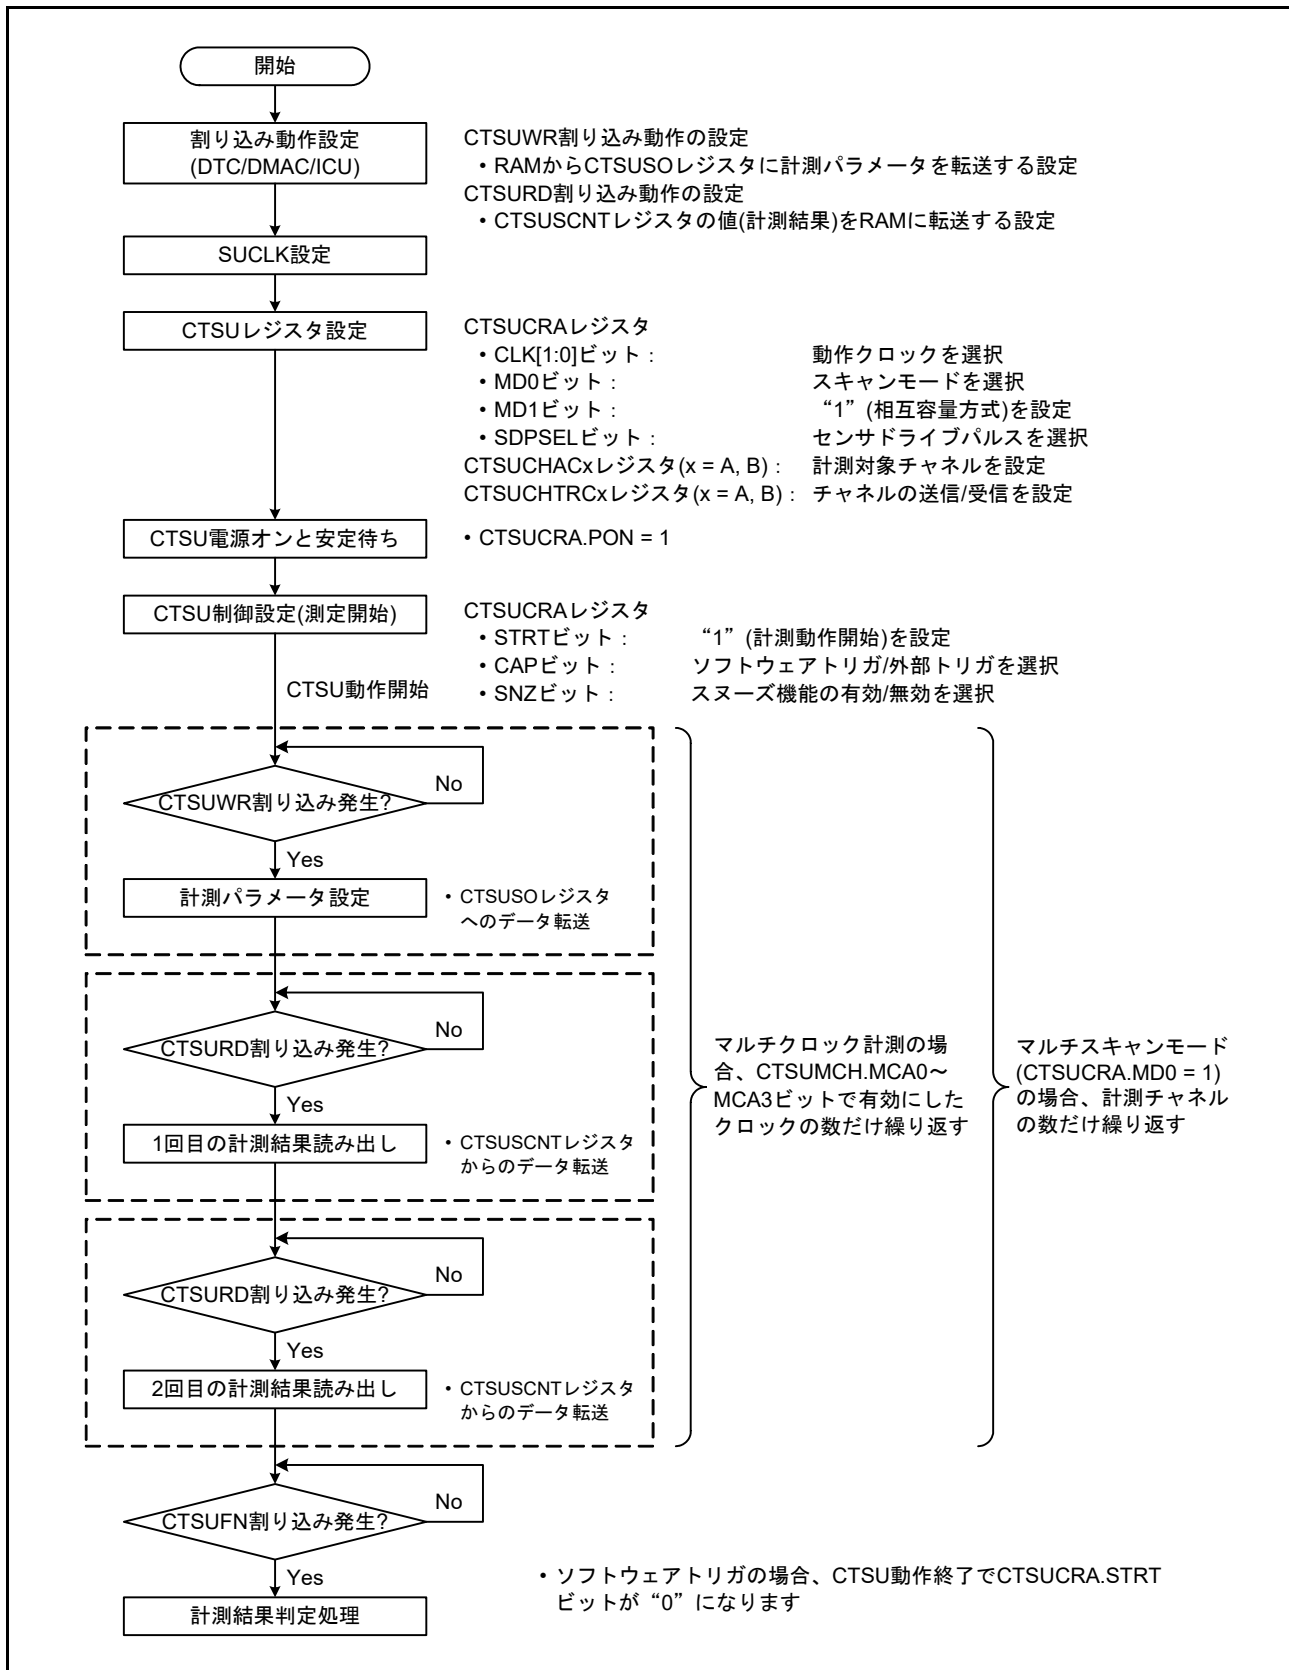 開始
割り込み動作設定
(DTC/DMAC/ICU)
CTSUWR割り込み動作の設定
・RAMからCTSUSOレジスタに計測パラメータを転送する設定
CTSURD割り込み動作の設定
・CTSUSCNTレジスタの値(計測結果)をRAMに転送する設定
SUCLK設定
CTSUレジスタ設定
CTSUCRAレジスタ
・CLK[1:0]ビット： 動作クロックを選択
・MD0ビット： スキャンモードを選択
・MD1ビット： “1”(相互容量方式)を設定
・SDPSELビット： センサドライブパルスを選択
CTSUCHACxレジスタ(x = A, B)： 計測対象チャネルを設定
CTSUCHTRCxレジスタ(x = A, B)： チャネルの送信/受信を設定
CTSU電源オンと安定待ち
・CTSUCRA.PON = 1
CTSU制御設定(測定開始)
CTSUCRAレジスタ
・STRTビット： “1”(計測動作開始)を設定
・CAPビット： ソフトウェアトリガ/外部トリガを選択
・SNZビット： スヌーズ機能の有効/無効を選択
CTSU動作開始
CTSUWR割り込み発生?
No
Yes
計測パラメータ設定
・CTSUSOレジスタ
へのデータ転送
CTSURD割り込み発生?
No
Yes
1回目の計測結果読み出し
・CTSUSCNTレジスタ
からのデータ転送
CTSURD割り込み発生?
No
Yes
2回目の計測結果読み出し
・CTSUSCNTレジスタ
からのデータ転送
マルチクロック計測の場
合、CTSUMCH.MCA0～
MCA3ビットで有効にした
クロックの数だけ繰り返す
マルチスキャンモード
(CTSUCRA.MD0 = 1)
の場合、計測チャネル
の数だけ繰り返す
CTSUFN割り込み発生?
No
Yes
計測結果判定処理
・ソフトウェアトリガの場合、CTSU動作終了でCTSUCRA.STRT
ビットが“0”になります